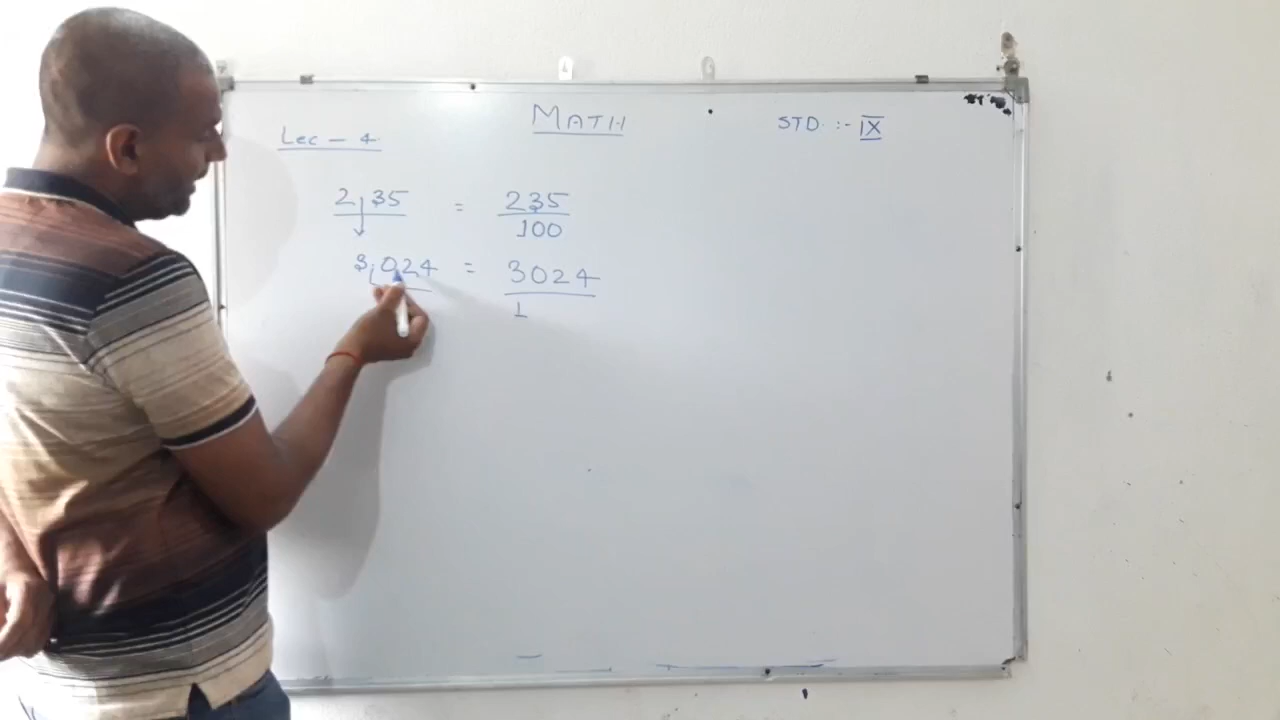 MATH
STD :- IX
Lec - 4
2.35 = 235/100
3.024 = 3024/1